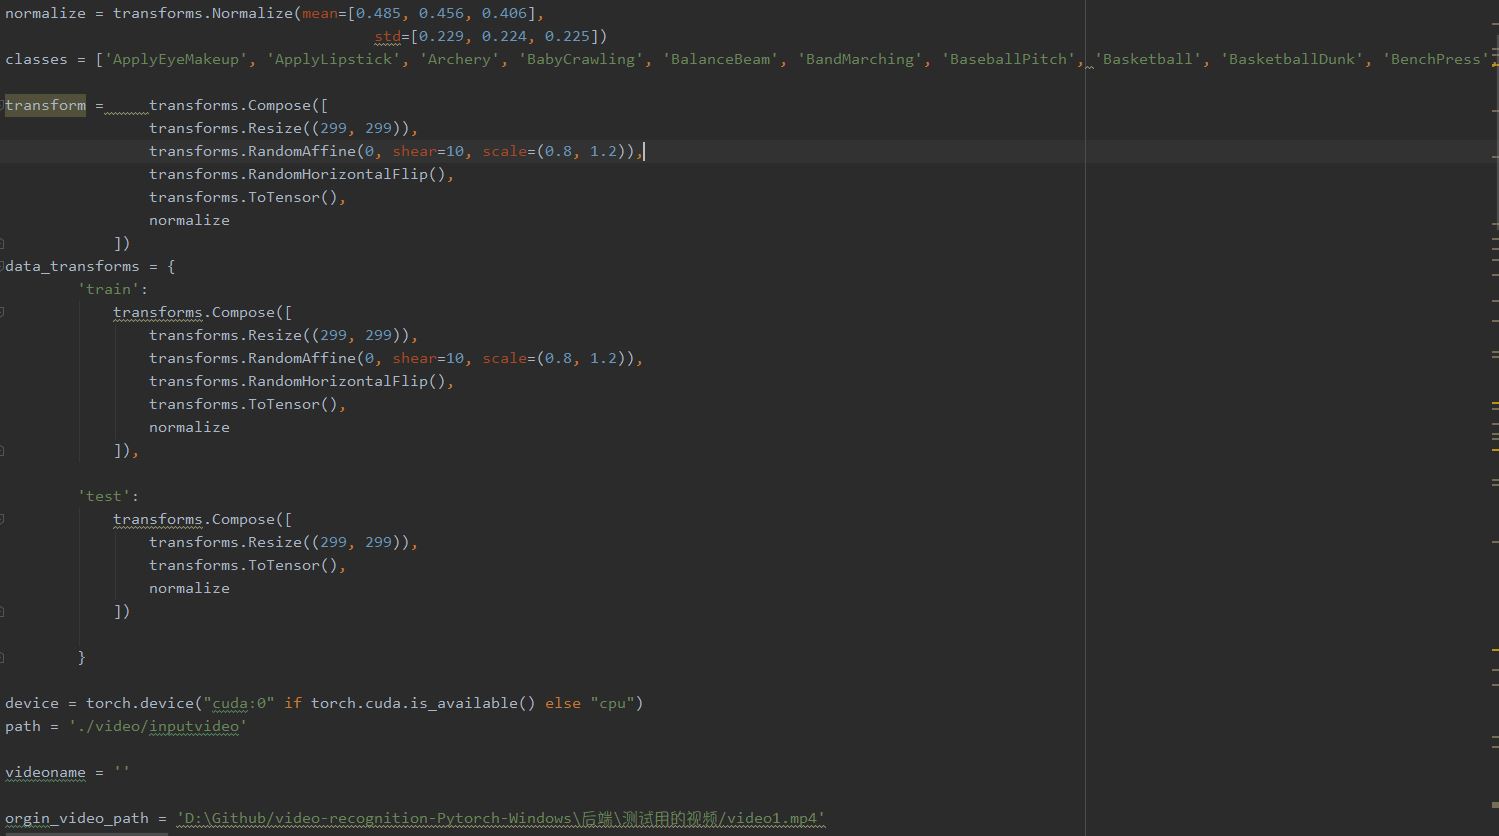 normalize = transforms.Normalize(mean=[0.485, 0.456, 0.406],
std=[0.229, 0.224, 0.225])
classes = ['ApplyEyeMakeup', 'ApplyLipstick', 'Archery', 'BabyCrawling', 'BalanceBeam', 'BandMarching', 'BaseballPitch', 'Basketball', 'BasketballDunk', 'BenchPress',
transform =     transforms.Compose([
transforms.Resize((299, 299)),
transforms.RandomAffine(0, shear=10, scale=(0.8, 1.2)),
transforms.RandomHorizontalFlip(),
transforms.ToTensor(),
normalize
])
data_transforms = {
'train':
transforms.Compose([
transforms.Resize((299, 299)),
transforms.RandomAffine(0, shear=10, scale=(0.8, 1.2)),
transforms.RandomHorizontalFlip(),
transforms.ToTensor(),
normalize
]),
'test':
transforms.Compose([
transforms.Resize((299, 299)),
transforms.ToTensor(),
normalize
])
}
device = torch.device("cuda:0" if torch.cuda.is_available() else "cpu")
path = './video/inputvideo'
videoname = ''
orgin_video_path = 'D:\Github/video-recognition-Pytorch-Windows\后端\测试用的视频/video1.mp4'